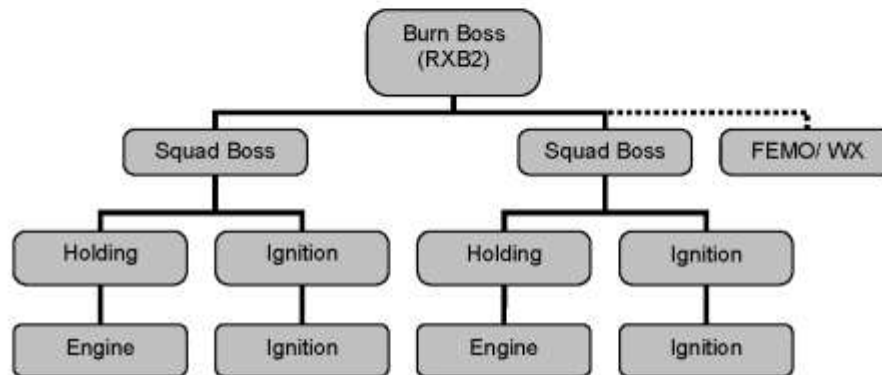 Burn Boss
(RXB2)
Squad Boss
Squad Boss
FEMO/ WX
Holding
Ignition
Holding
Ignition
Engine
Ignition
Engine
Ignition